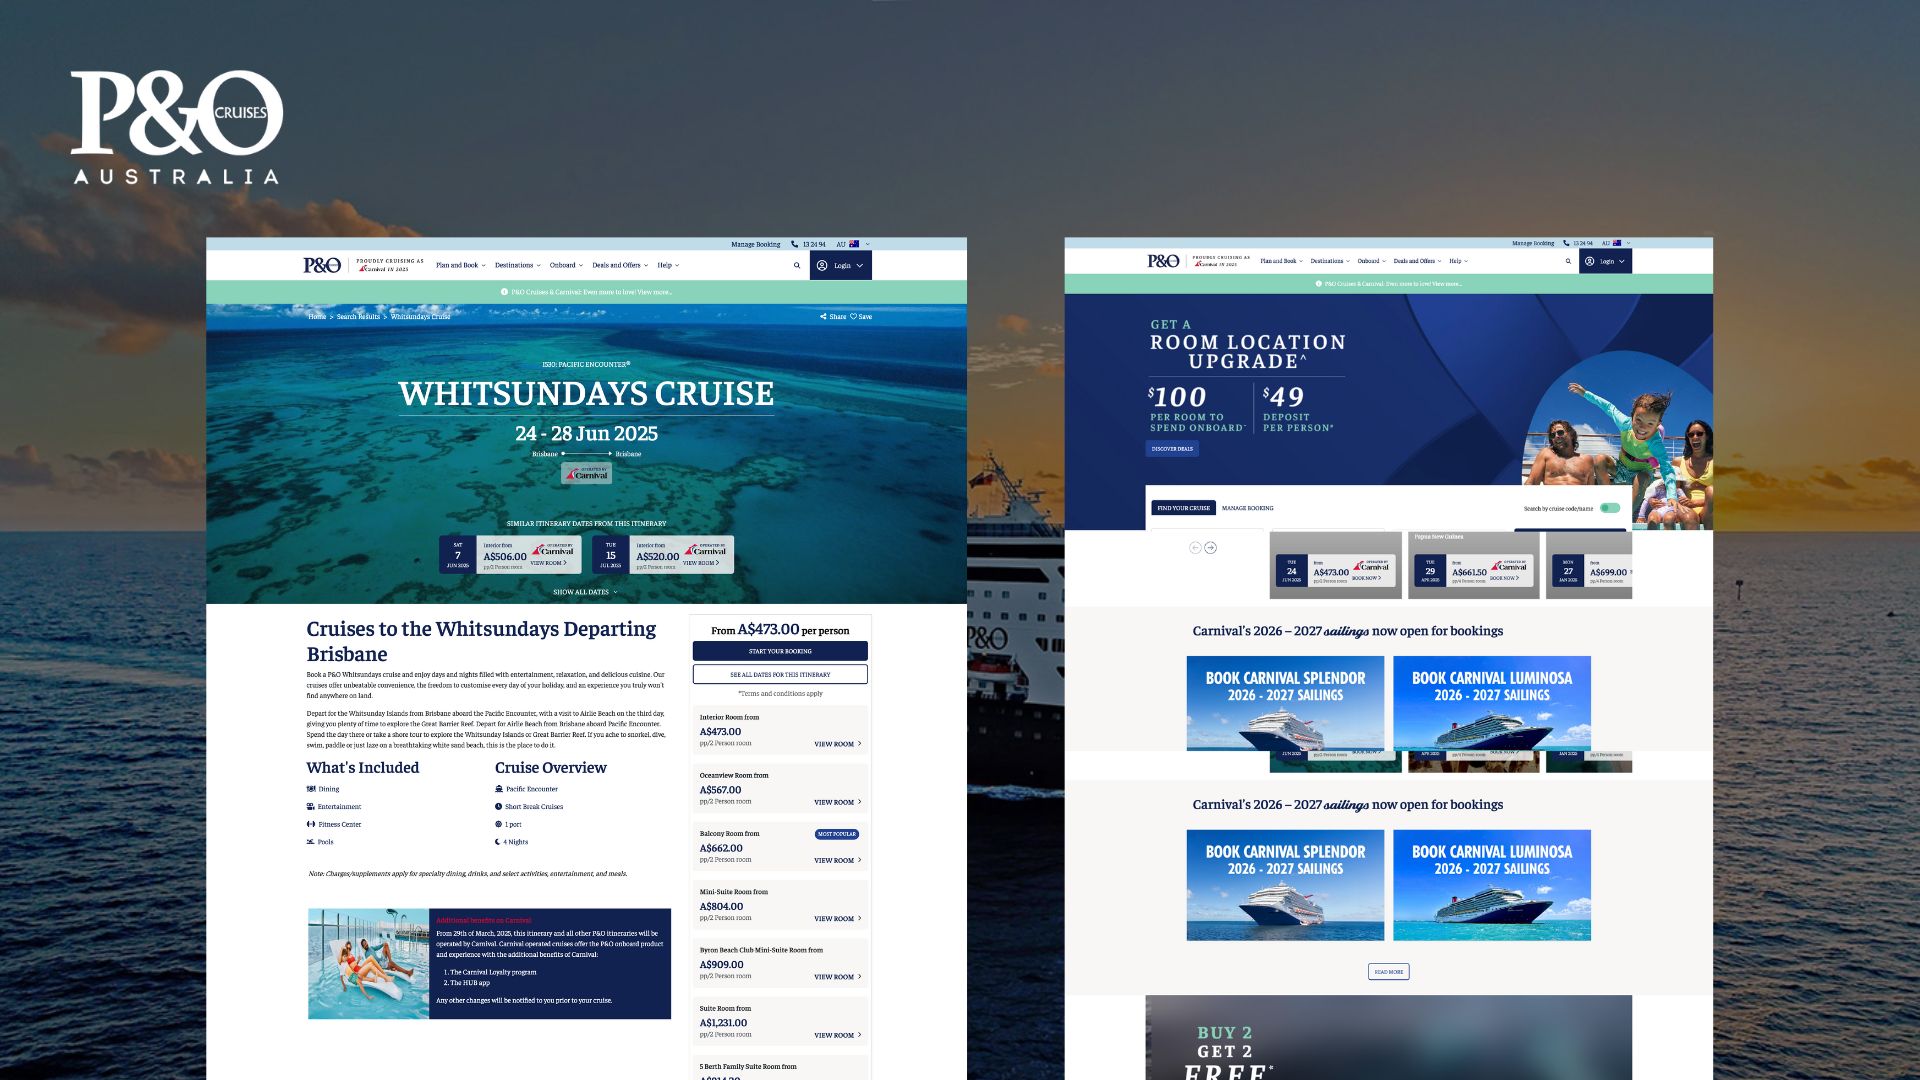 P&O
CRUISES
AUSTRALIA
Manage Booking 13 24 94 AU
P&O PROUDLY CRUISING AS
Carnival IN 2025
Plan and Book Destinations Onboard Deals and Offers Help Login
P&O Cruises & Carnival: Even more to love! View more...
Home > Search Results > Whitsundays Cruise Share Save
I530: PACIFIC ENCOUNTER®
WHITSUNDAYS CRUISE
24 - 28 Jun 2025
Brisbane Brisbane
OPERATED BY
Carnival
SIMILAR ITINERARY DATES FROM THIS ITINERARY
SAT
7
JUN 2025
Interior from
A$506.00
pp/2 Person room
OPERATED BY
Carnival
VIEW ROOM >
TUE
15
JUL 2025
Interior from
A$520.00
pp/2 Person room
OPERATED BY
Carnival
VIEW ROOM >
SHOW ALL DATES
Cruises to the Whitsundays Departing
Brisbane
Book a P&O Whitsundays cruise and enjoy days and nights filled with entertainment, relaxation, and delicious cuisine. Our
cruises offer unbeatable convenience, the freedom to customise every day of your holiday, and an experience you truly won't
find anywhere on land.
Depart for the Whitsunday Islands from Brisbane aboard the Pacific Encounter, with a visit to Airlie Beach on the third day,
giving you plenty of time to explore the Great Barrier Reef. Depart for Airlie Beach from Brisbane aboard Pacific Encounter.
Spend the day there or take a shore tour to explore the Whitsunday Islands or Great Barrier Reef. If you ache to snorkel, dive,
swim, paddle or just laze on a breathtaking white sand beach, this is the place to do it.
What's Included
Dining
Entertainment
Fitness Center
Pools
Cruise Overview
Pacific Encounter
Short Break Cruises
1 port
4 Nights
Note: Charges/supplements apply for specialty dining, drinks, and select activities, entertainment, and meals.
Additional benefits on Carnival
From 29th of March, 2025, this itinerary and all other P&O itineraries will be
operated by Carnival. Carnival operated cruises offer the P&O onboard product
and experience with the additional benefits of Carnival:
1. The Carnival Loyalty program
2. The HUB app
Any other changes will be notified to you prior to your cruise.
From A$473.00 per person
START YOUR BOOKING
SEE ALL DATES FOR THIS ITINERARY
*Terms and conditions apply
Interior Room from
A$473.00
pp/2 Person room VIEW ROOM >
Oceanview Room from
A$567.00
pp/2 Person room VIEW ROOM >
Balcony Room from MOST POPULAR
A$662.00
pp/2 Person room VIEW ROOM >
Mini-Suite Room from
A$804.00
pp/2 Person room VIEW ROOM >
Byron Beach Club Mini-Suite Room from
A$909.00
pp/2 Person room VIEW ROOM >
Suite Room from
A$1,231.00
pp/2 Person room VIEW ROOM >
5 Berth Family Suite Room from
P&O
Manage Booking 13 24 94 AU
P&O PROUDLY CRUISING AS
Carnival IN 2025
Plan and Book Destinations Onboard Deals and Offers Help Login
P&O Cruises & Carnival: Even more to love! View more...
GET A
ROOM LOCATION
UPGRADE^
$100
PER ROOM TO
SPEND ONBOARD~
$49
DEPOSIT
PER PERSON*
DISCOVER DEALS
FIND YOUR CRUISE MANAGE BOOKING Search by cruise code/name
Papua New Guinea
TUE
24
JUN 2025
from
A$473.00
pp/2 Person room
OPERATED BY
Carnival
BOOK NOW >
TUE
29
APR 2025
from
A$661.50
pp/4 Person room
OPERATED BY
Carnival
BOOK NOW >
MON
27
JAN 2025
from
A$699.00
pp/4 Person room
Carnival's 2026 – 2027 sailings now open for bookings
BOOK CARNIVAL SPLENDOR
2026 - 2027 SAILINGS
BOOK CARNIVAL LUMINOSA
2026 - 2027 SAILINGS
JUN 2025 pp/2 Person room BOOK NOW >
APR 2025 pp/4 Person room BOOK NOW >
JAN 2025 pp/4 Person room
Carnival's 2026 – 2027 sailings now open for bookings
BOOK CARNIVAL SPLENDOR
2026 - 2027 SAILINGS
BOOK CARNIVAL LUMINOSA
2026 - 2027 SAILINGS
READ MORE
BUY 2
GET 2
FREE*